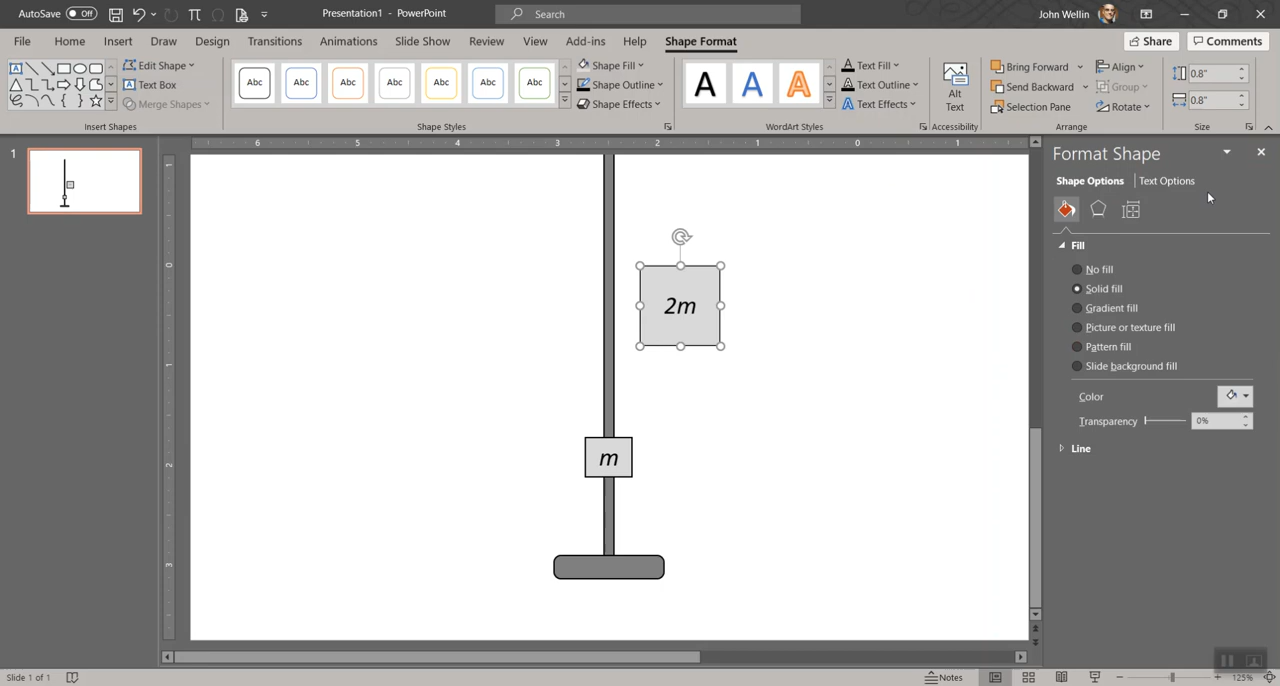 AutoSave Off Presentation1 - PowerPoint Search John Wellin
File Home Insert Draw Design Transitions Animations Slide Show Review View Add-ins Help Shape Format Share Comments
Edit Shape
Text Box
Merge Shapes
Insert Shapes
Abc Abc Abc Abc Abc Abc Abc
Shape Fill
Shape Outline
Shape Effects
Shape Styles
A A A
Text Fill
Text Outline
Text Effects
WordArt Styles
Alt
Text
Accessibility
Bring Forward
Send Backward
Selection Pane
Align
Group
Rotate
Arrange
0.8"
0.8"
Size
1
6 5 4 3 2 1 0 1
1
0
1
2
3
2m
m
Format Shape
Shape Options Text Options
Fill
No fill
Solid fill
Gradient fill
Picture or texture fill
Pattern fill
Slide background fill
Color
Transparency 0%
Line
Slide 1 of 1 Notes 125%